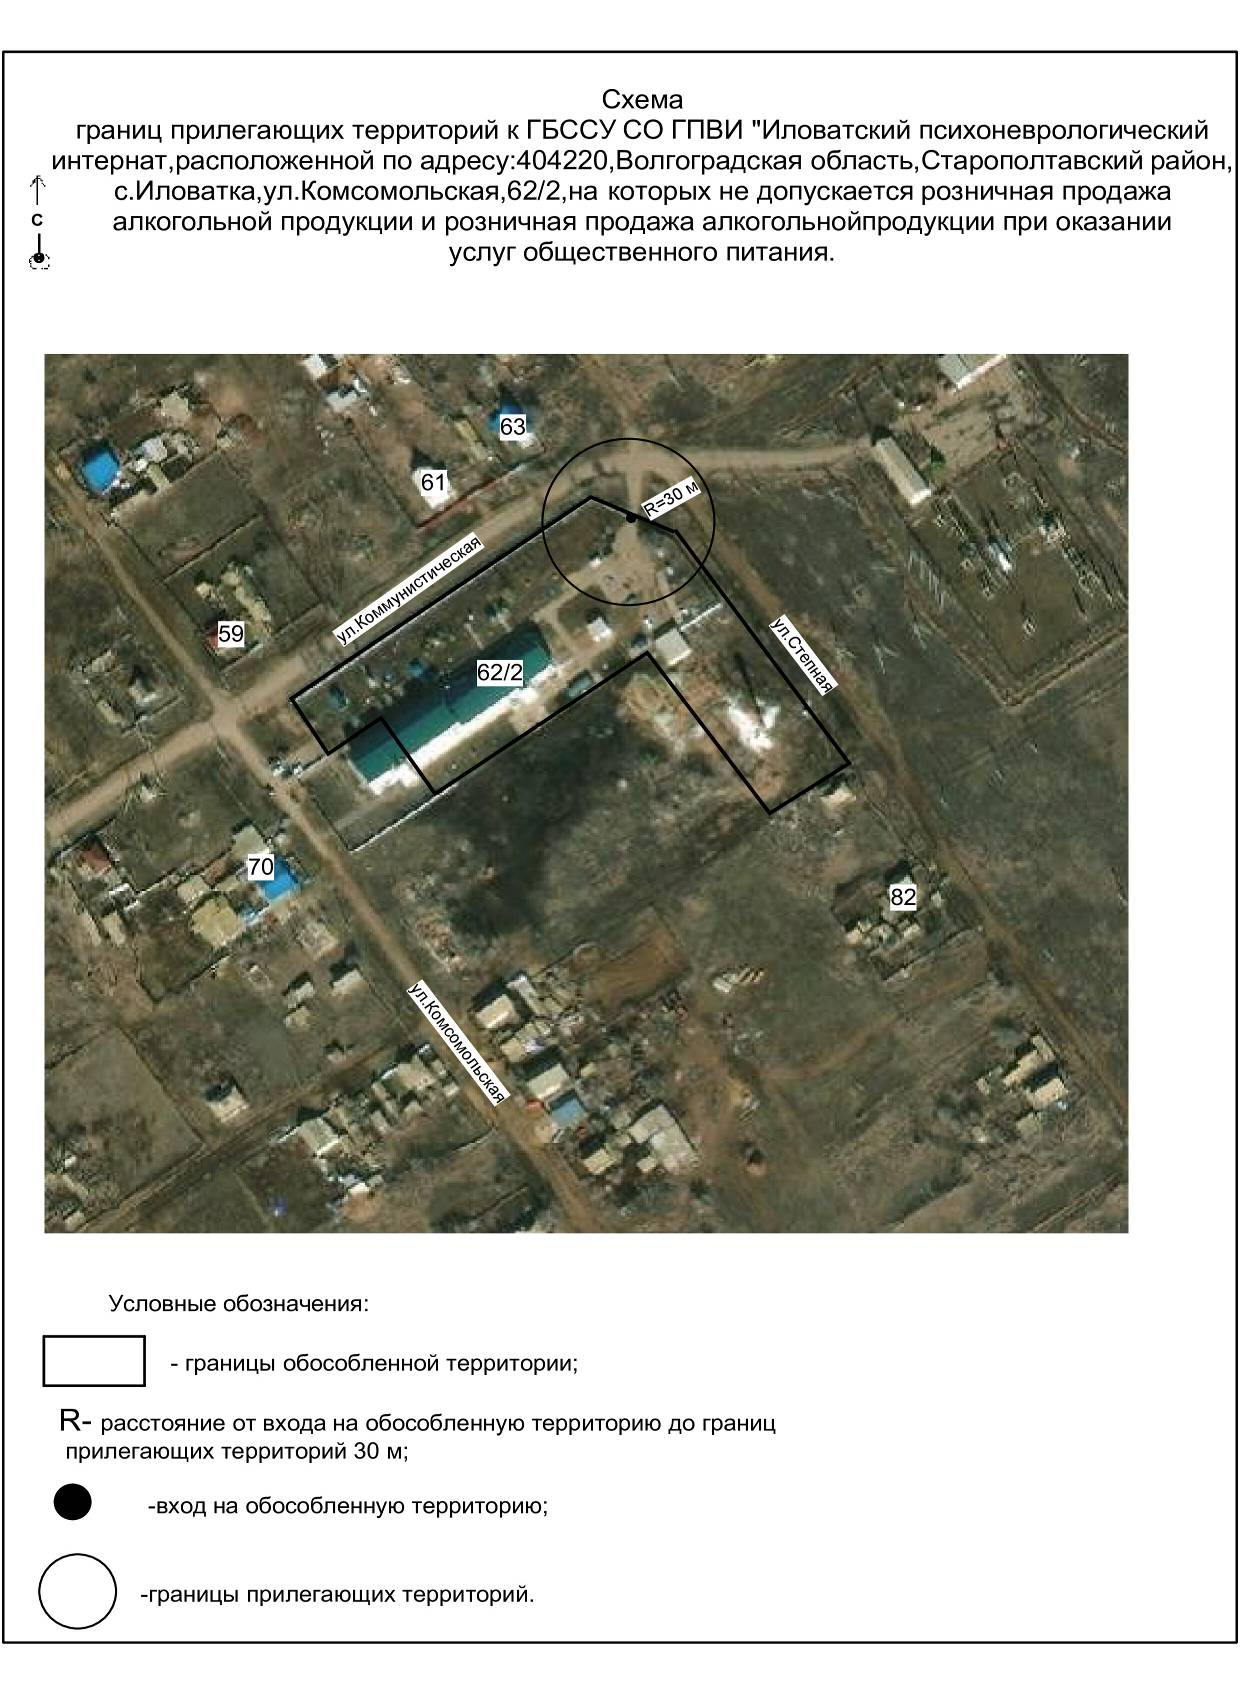 Схема
границ прилегающих территорий к ГБССУ СО ГПВИ "Иловатский психоневрологический
интернат,расположенной по адресу:404220,Волгоградская область,Старополтавский район,
с.Иловатка,ул.Комсомольская,62/2,на которых не допускается розничная продажа
алкогольной продукции и розничная продажа алкогольнойпродукции при оказании
услуг общественного питания.
С
63
61
R=30 м
ул.Коммунистическая
59
ул.Степная
62/2
70
82
ул.Комсомольская
Условные обозначения:
- границы обособленной территории;
R- расстояние от входа на обособленную территорию до границ
прилегающих территорий 30 м;
-вход на обособленную территорию;
-границы прилегающих территорий.